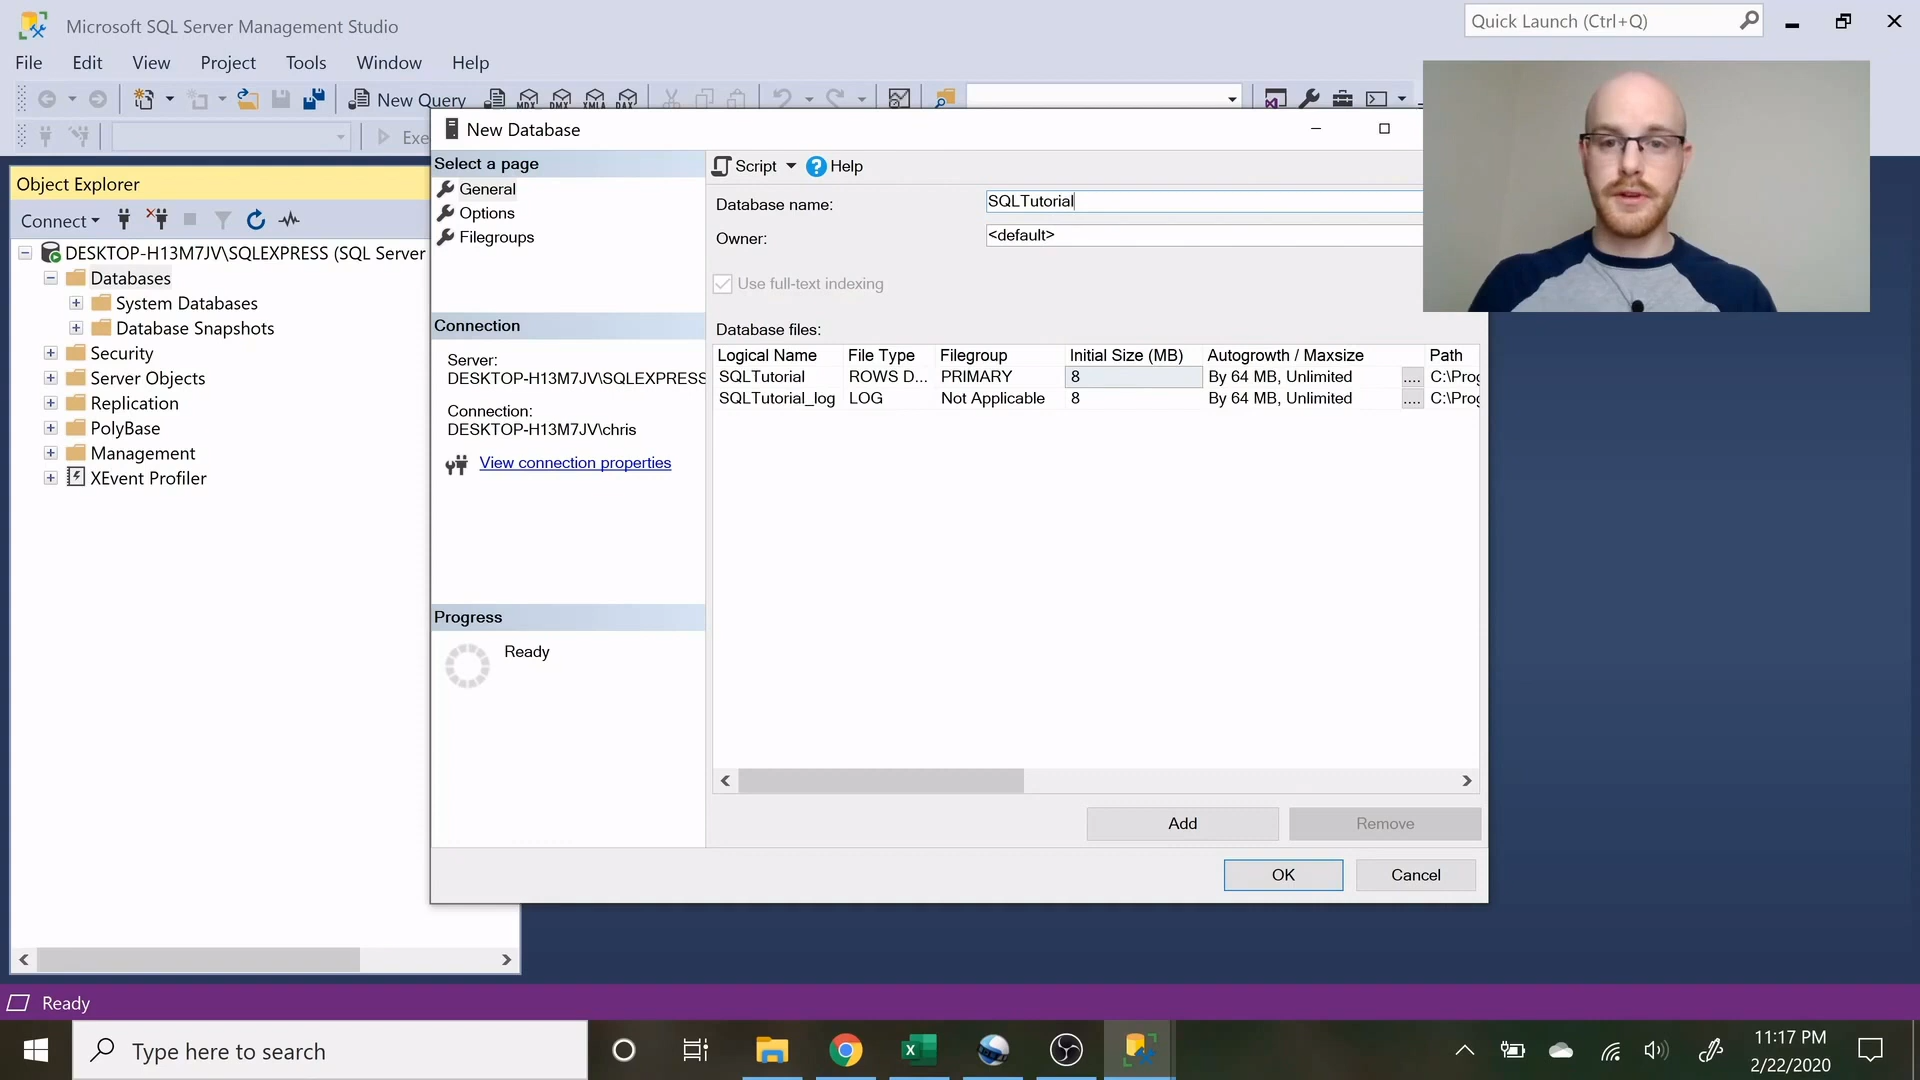 Microsoft SQL Server Management Studio
Quick Launch (Ctrl+Q)
File Edit View Project Tools Window Help
New Query MDX DMX XMLA DAX
Exe
New Database
Object Explorer
Connect
DESKTOP-H13M7JV\SQLEXPRESS (SQL Server
Databases
System Databases
Database Snapshots
Security
Server Objects
Replication
PolyBase
Management
XEvent Profiler
Select a page
General
Options
Filegroups
Connection
Server:
DESKTOP-H13M7JV\SQLEXPRESS
Connection:
DESKTOP-H13M7JV\chris
View connection properties
Progress
Ready
Script Help
Database name: SQLTutorial
Owner: <default>
Use full-text indexing
Database files:
Logical Name File Type Filegroup Initial Size (MB) Autogrowth / Maxsize Path
SQLTutorial ROWS D... PRIMARY 8 By 64 MB, Unlimited .... C:\Prog
SQLTutorial_log LOG Not Applicable 8 By 64 MB, Unlimited .... C:\Prog
Add Remove
OK Cancel
Ready
Type here to search
11:17 PM
2/22/2020